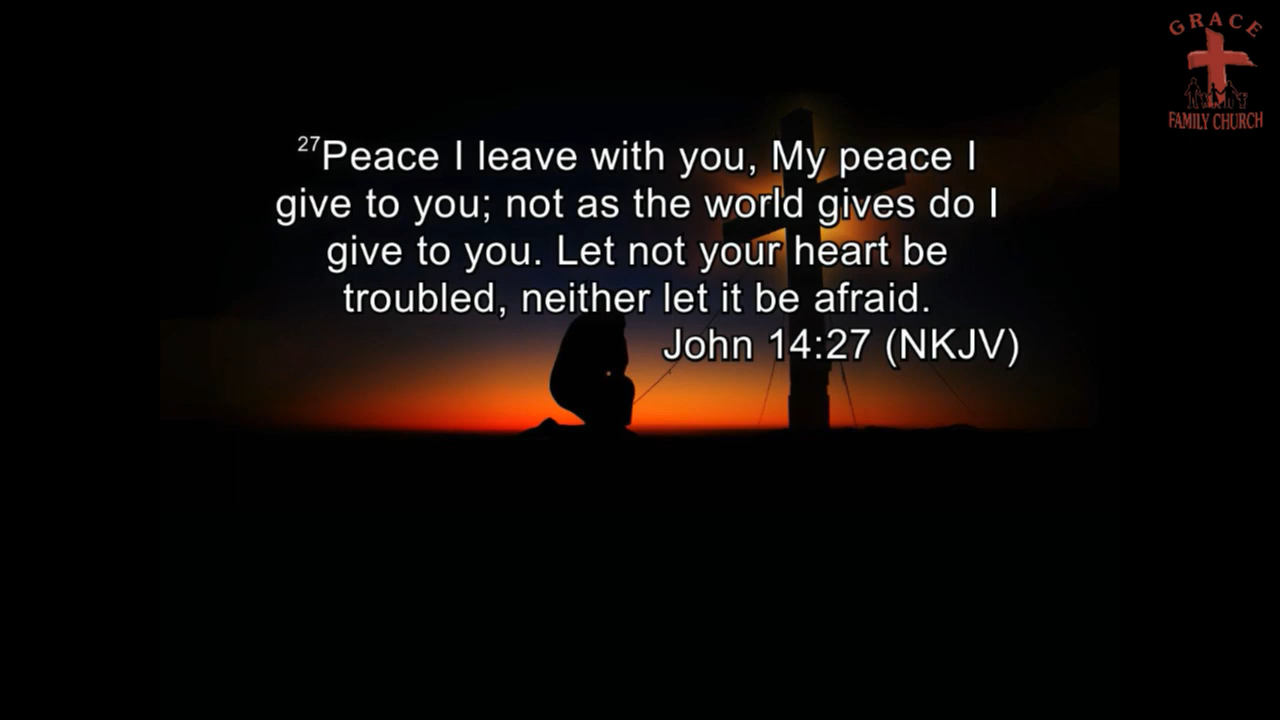 GRACE
FAMILY CHURCH
27Peace I leave with you, My peace I
give to you; not as the world gives do I
give to you. Let not your heart be
troubled, neither let it be afraid.
John 14:27 (NKJV)